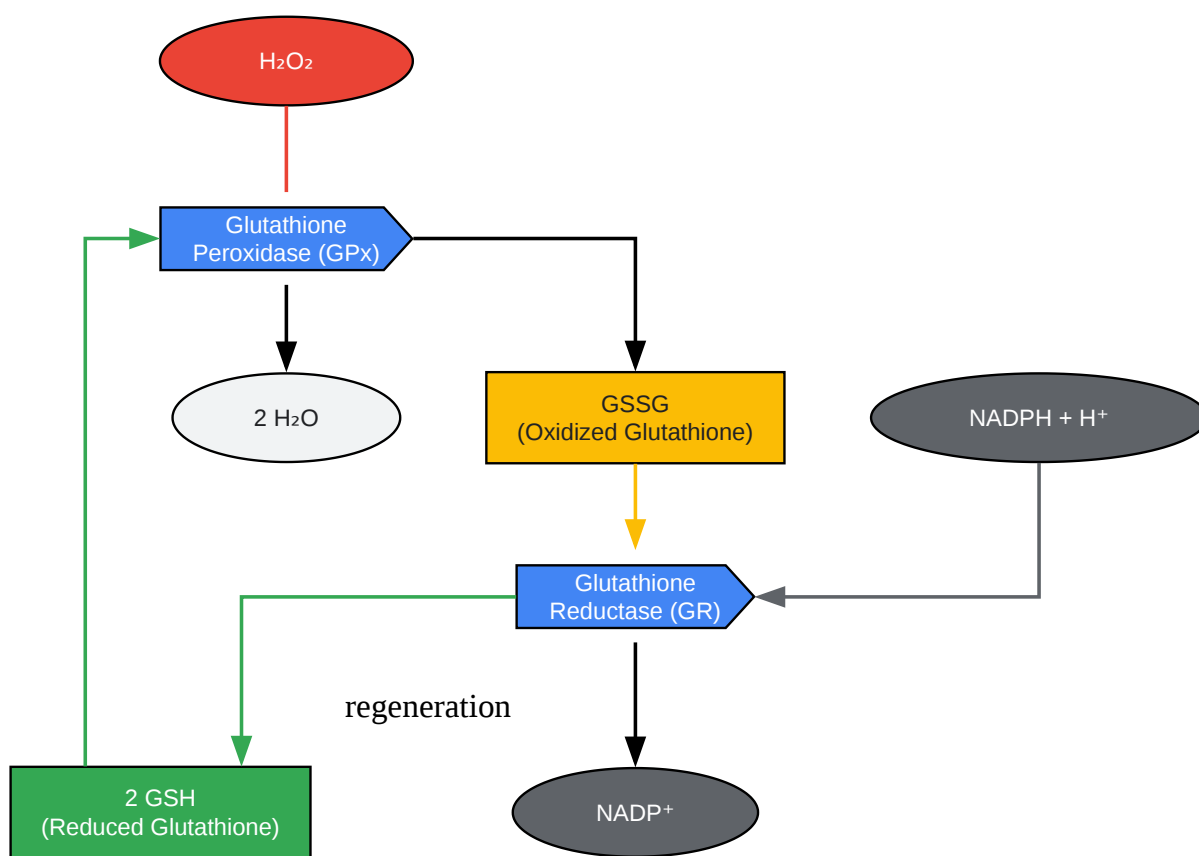 H₂O₂
Glutathione
Peroxidase (GPx)
2 H₂O
GSSG
(Oxidized Glutathione)
NADPH + H⁺
Glutathione
Reductase (GR)
regeneration
2 GSH
(Reduced Glutathione)
NADP⁺